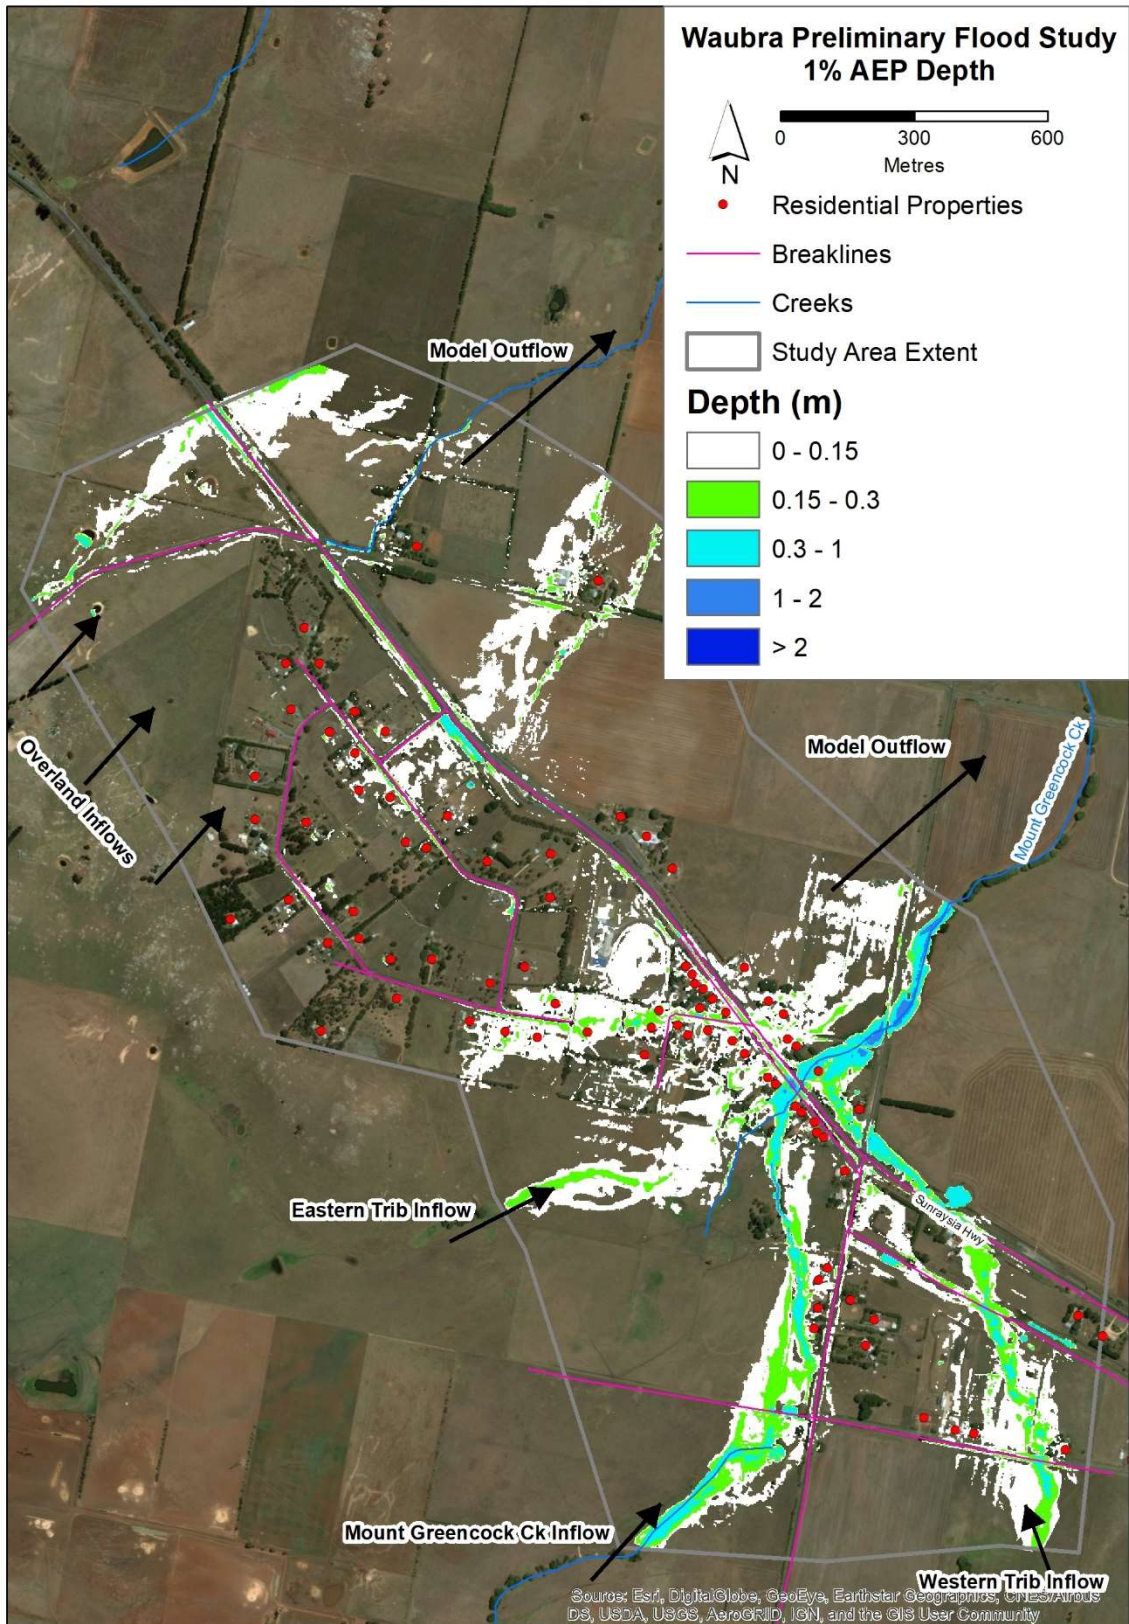 Waubra Preliminary Flood Study
1% AEP Depth
N
0 300 600
Metres
Residential Properties
Breaklines
Creeks
Study Area Extent
Depth (m)
0 - 0.15
0.15 - 0.3
0.3 - 1
1 - 2
> 2
Model Outflow
Overland Inflows
Model Outflow
Mount Greencock Ck
Eastern Trib Inflow
Sunraysia Hwy
Mount Greencock Ck Inflow
Western Trib Inflow
Source: Esri, DigitalGlobe, GeoEye, Earthstar Geographics, CNES/Airbus
DS, USDA, USGS, AeroGRID, IGN, and the GIS User Community